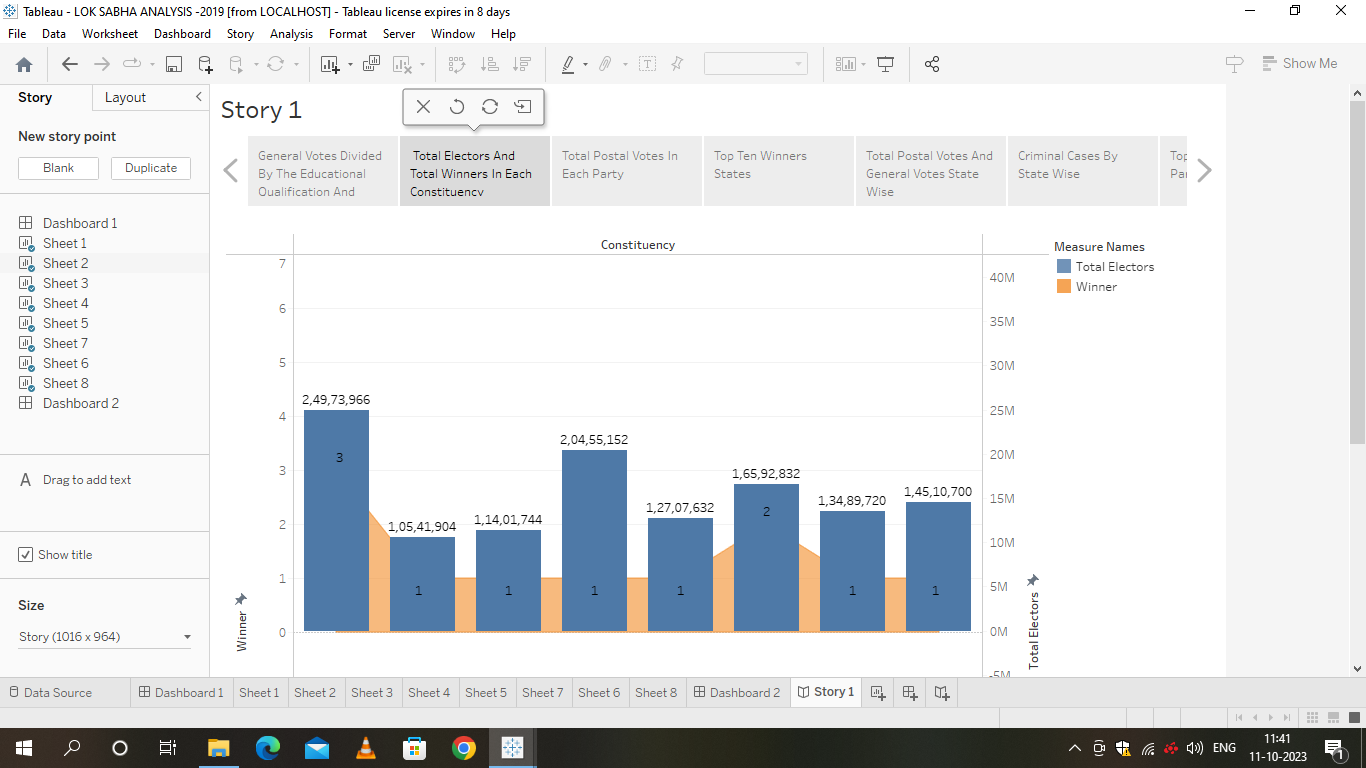 Tableau - LOK SABHA ANALYSIS -2019 [from LOCALHOST] - Tableau license expires in 8 days
File Data Worksheet Dashboard Story Analysis Format Server Window Help
Show Me
Story Layout
New story point
Blank Duplicate
Dashboard 1
Sheet 1
Sheet 2
Sheet 3
Sheet 4
Sheet 5
Sheet 7
Sheet 6
Sheet 8
Dashboard 2
A Drag to add text
Show title
Size
Story (1016 x 964)
Story 1
General Votes Divided
By The Educational
Qualification And
Total Electors And
Total Winners In Each
Constituency
Total Postal Votes In
Each Party
Top Ten Winners
States
Total Postal Votes And
General Votes State
Wise
Criminal Cases By
State Wise
Constituency
Measure Names
Total Electors
Winner
7
6
5
4
3
2
1
0
Winner
2,49,73,966
1,05,41,904
1,14,01,744
2,04,55,152
1,27,07,632
1,65,92,832
1,34,89,720
1,45,10,700
3
1
1
1
1
2
1
1
40M
35M
30M
25M
20M
15M
10M
5M
0M
-5M
Total Electors
Data Source Dashboard 1 Sheet 1 Sheet 2 Sheet 3 Sheet 4 Sheet 5 Sheet 7 Sheet 6 Sheet 8 Dashboard 2 Story 1
ENG
11:41
11-10-2023
1